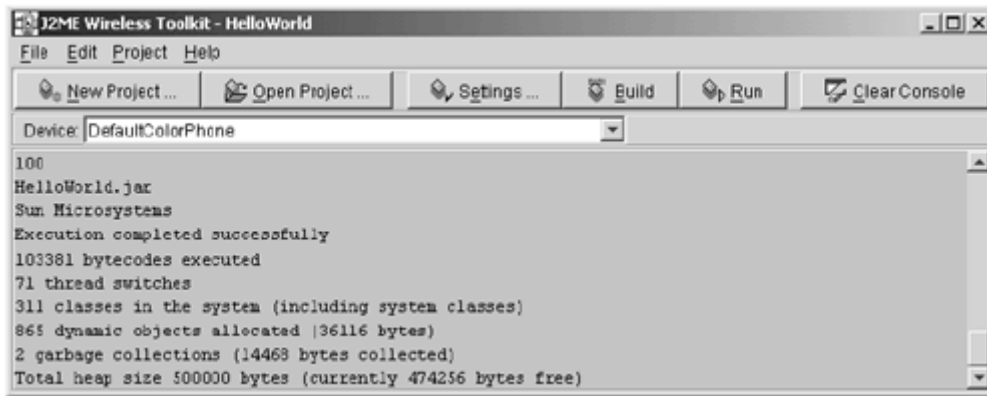 J2ME Wireless Toolkit - HelloWorld
File Edit Project Help
New Project ... Open Project ... Settings ... Build Run Clear Console
Device: DefaultColorPhone
100
HelloWorld.jar
Sun Microsystems
Execution completed successfully
103381 bytecodes executed
71 thread switches
311 classes in the system (including system classes)
865 dynamic objects allocated (36116 bytes)
2 garbage collections (14468 bytes collected)
Total heap size 500000 bytes (currently 474256 bytes free)